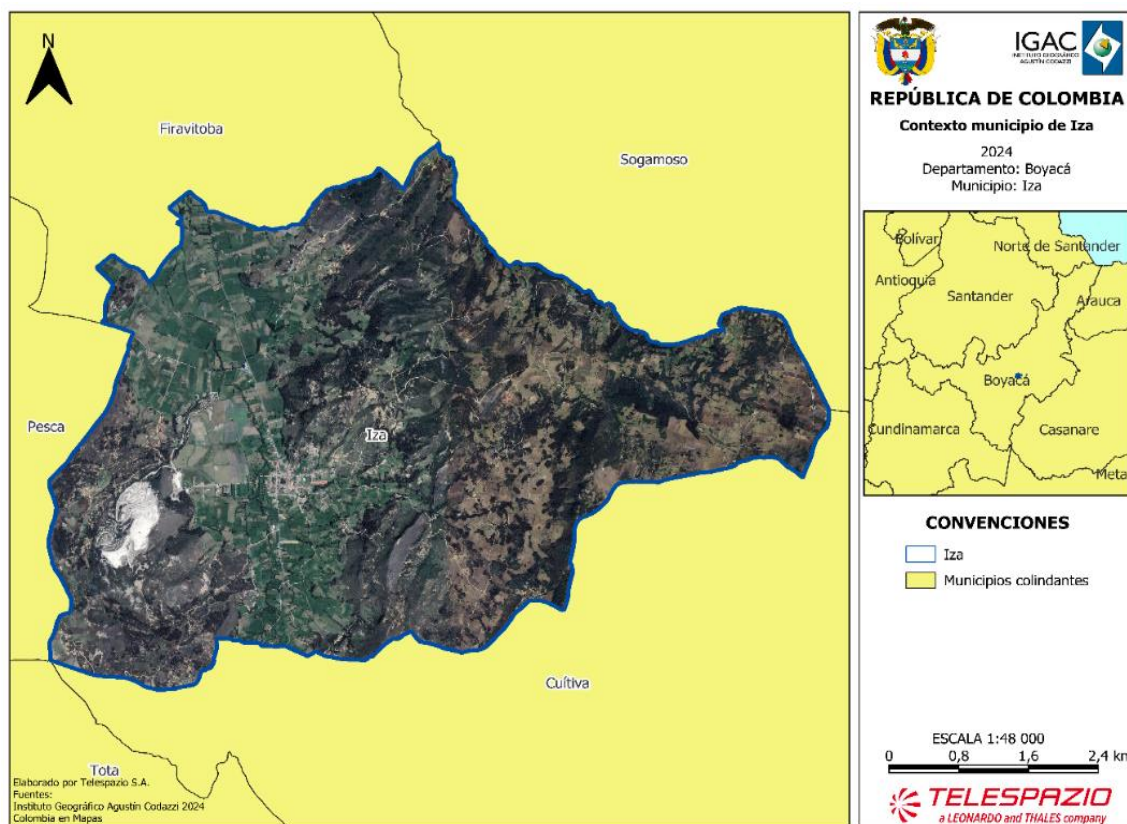 N
Firavitoba
Sogamoso
Pesca
Iza
Cuítiva
Tota
Elaborado por Telespazio S.A.
Fuentes:
Instituto Geográfico Agustín Codazzi 2024
Colombia en Mapas
IGAC
INSTITUTO GEOGRÁFICO
AGUSTÍN CODAZZI
REPÚBLICA DE COLOMBIA
Contexto municipio de Iza
2024
Departamento: Boyacá
Municipio: Iza
Bolívar
Norte de Santander
Antioquia
Santander
Arauca
Boyacá
Cundinamarca
Casanare
Meta
CONVENCIONES
Iza
Municipios colindantes
ESCALA 1:48 000
0 0,8 1,6 2,4 km
TELESPAZIO
a LEONARDO and THALES company